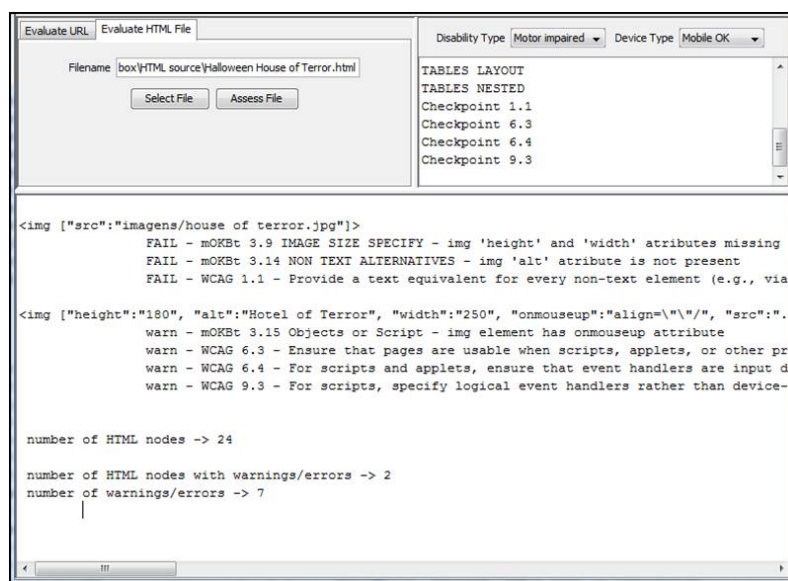 Evaluate URL Evaluate HTML File
Filename box\HTML source\Halloween House of Terror.html
Select File Assess File
Disability Type Motor impaired Device Type Mobile OK
TABLES LAYOUT
TABLES NESTED
Checkpoint 1.1
Checkpoint 6.3
Checkpoint 6.4
Checkpoint 9.3
<img ["src":"imagens/house of terror.jpg"]>
FAIL - mOKBt 3.9 IMAGE SIZE SPECIFY - img 'height' and 'width' atributes missing
FAIL - mOKBt 3.14 NON TEXT ALTERNATIVES - img 'alt' atribute is not present
FAIL - WCAG 1.1 - Provide a text equivalent for every non-text element (e.g., via
<img ["height":"180", "alt":"Hotel of Terror", "width":"250", "onmouseup":"align=\"\"/", "src":".
warn - mOKBt 3.15 Objects or Script - img element has onmouseup attribute
warn - WCAG 6.3 - Ensure that pages are usable when scripts, applets, or other pr
warn - WCAG 6.4 - For scripts and applets, ensure that event handlers are input d
warn - WCAG 9.3 - For scripts, specify logical event handlers rather than device-
number of HTML nodes -> 24
number of HTML nodes with warnings/errors -> 2
number of warnings/errors -> 7